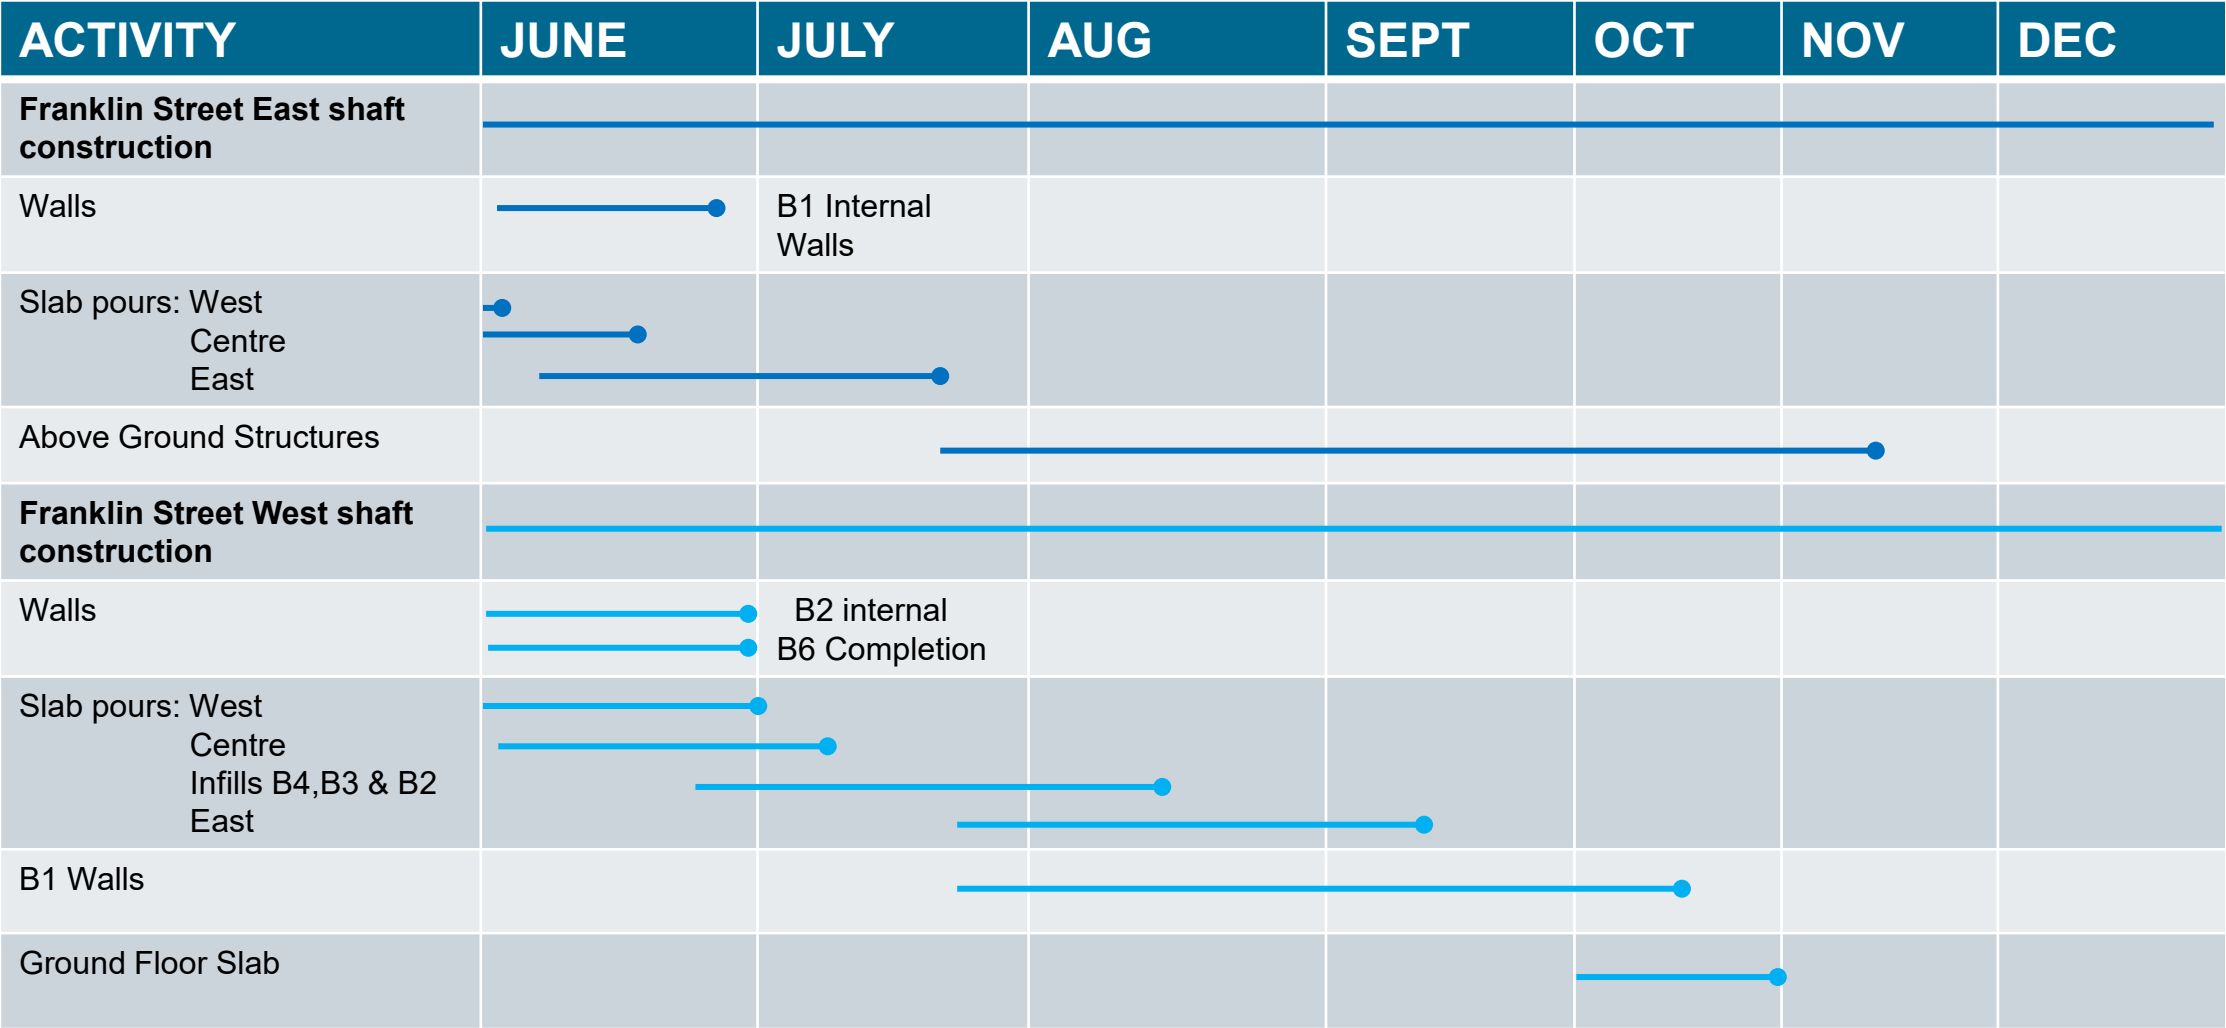 ACTIVITY JUNE JULY AUG SEPT OCT NOV DEC
Franklin Street East shaft
construction
Walls B1 Internal
Walls
Slab pours: West
Centre
East
Above Ground Structures
Franklin Street West shaft
construction
Walls B2 internal
B6 Completion
Slab pours: West
Centre
Infills B4,B3 & B2
East
B1 Walls
Ground Floor Slab